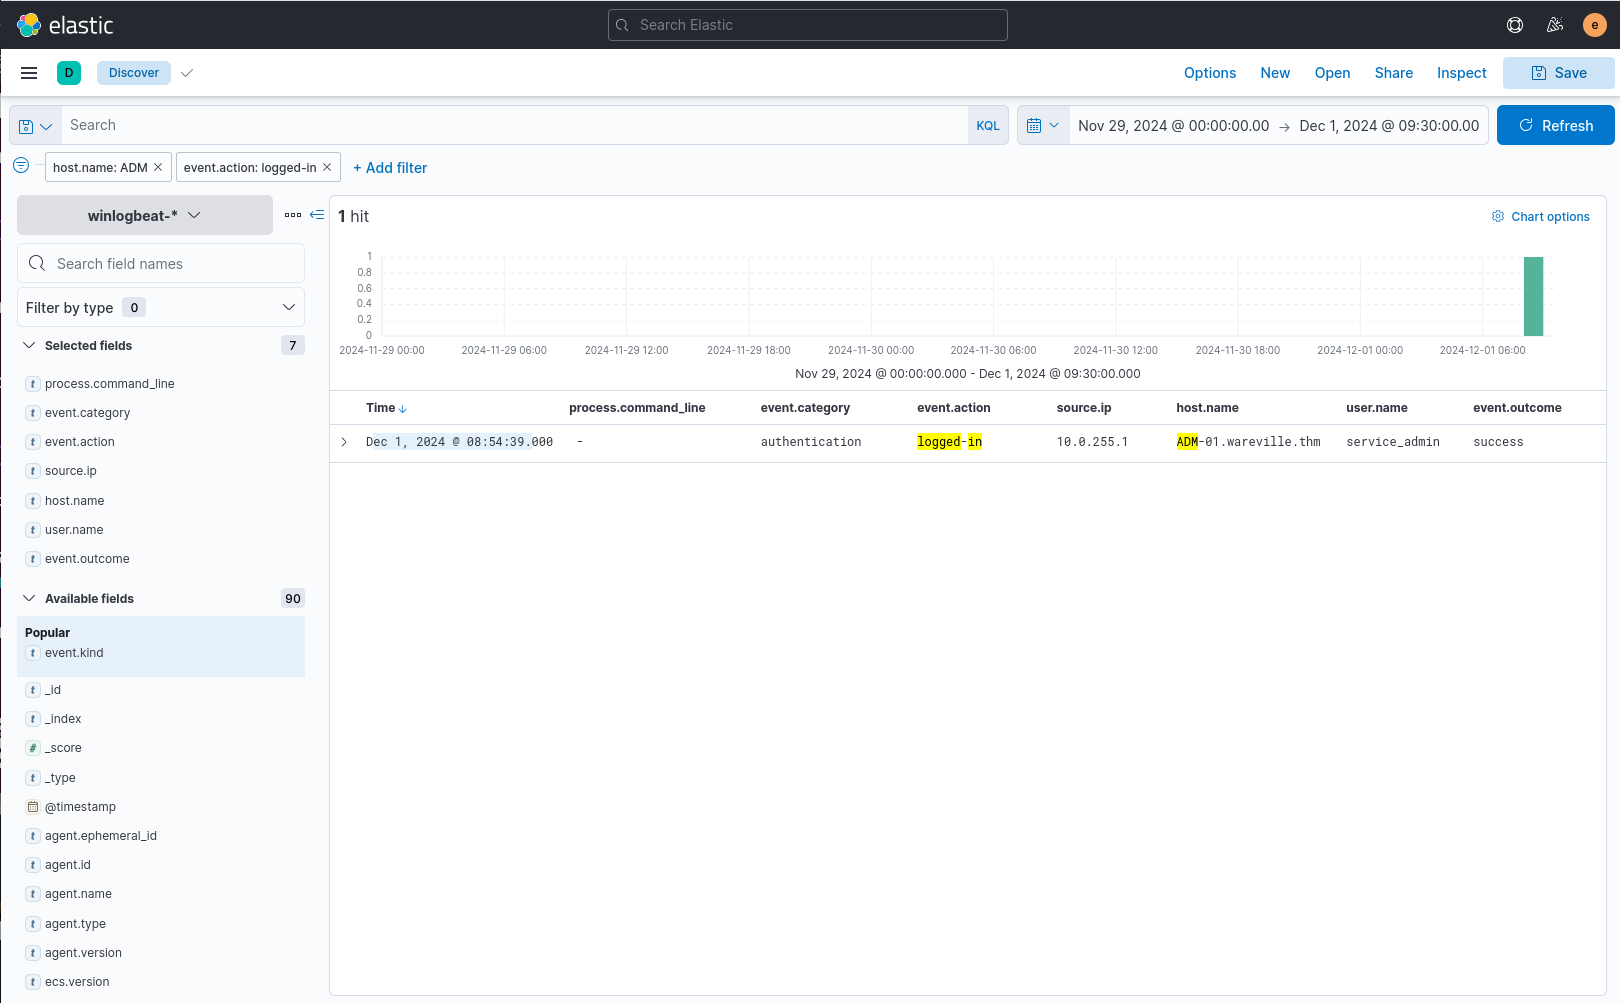 elastic
Search Elastic
e
D
Discover
Options
New
Open
Share
Inspect
Save
Search
KQL
Nov 29, 2024 @ 00:00:00.00 → Dec 1, 2024 @ 09:30:00.00
Refresh
host.name: ADM ×
event.action: logged-in ×
+ Add filter
winlogbeat-*
Search field names
Filter by type 0
Selected fields 7
t process.command_line
t event.category
t event.action
t source.ip
t host.name
t user.name
t event.outcome
Available fields 90
Popular
t event.kind
t _id
t _index
# _score
t _type
@timestamp
t agent.ephemeral_id
t agent.id
t agent.name
t agent.type
t agent.version
t ecs.version
1 hit
Chart options
1
0.8
0.6
0.4
0.2
0
2024-11-29 00:00 2024-11-29 06:00 2024-11-29 12:00 2024-11-29 18:00 2024-11-30 00:00 2024-11-30 06:00 2024-11-30 12:00 2024-11-30 18:00 2024-12-01 00:00 2024-12-01 06:00
Nov 29, 2024 @ 00:00:00.000 - Dec 1, 2024 @ 09:30:00.000
Time ↓ process.command_line event.category event.action source.ip host.name user.name event.outcome
Dec 1, 2024 @ 08:54:39.000 - authentication logged-in 10.0.255.1 ADM-01.wareville.thm service_admin success